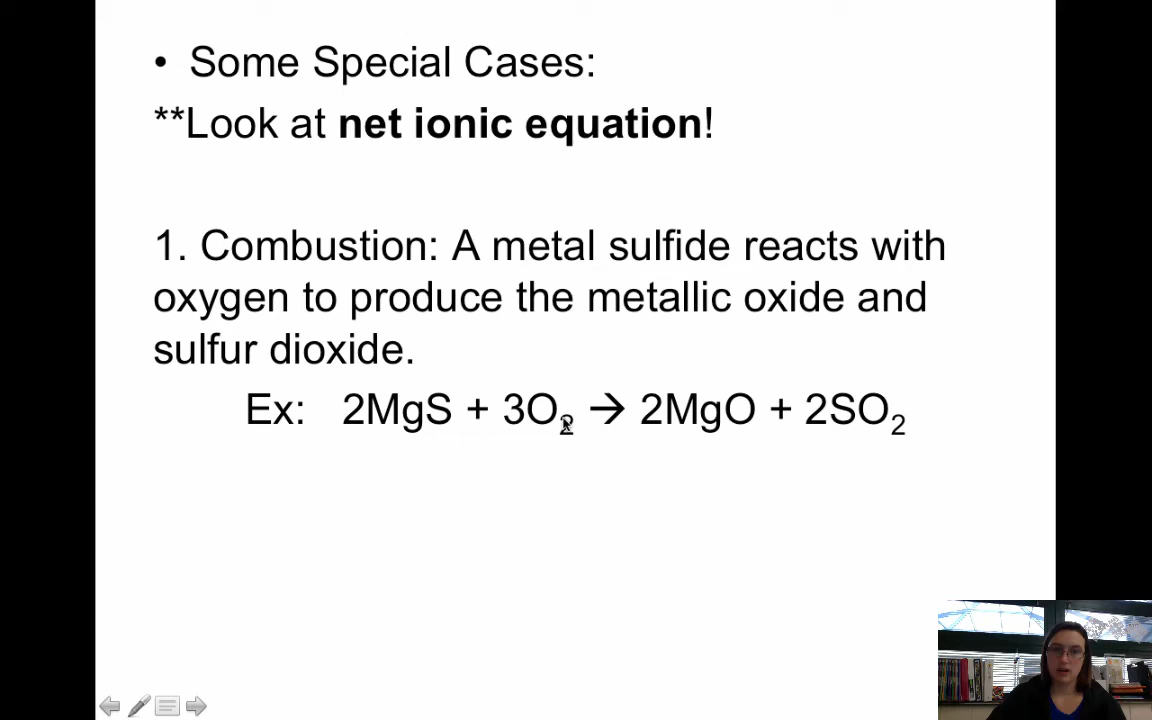 • Some Special Cases:
**Look at net ionic equation!
1. Combustion: A metal sulfide reacts with
oxygen to produce the metallic oxide and
sulfur dioxide.
Ex: 2MgS + 3O₂ → 2MgO + 2SO₂